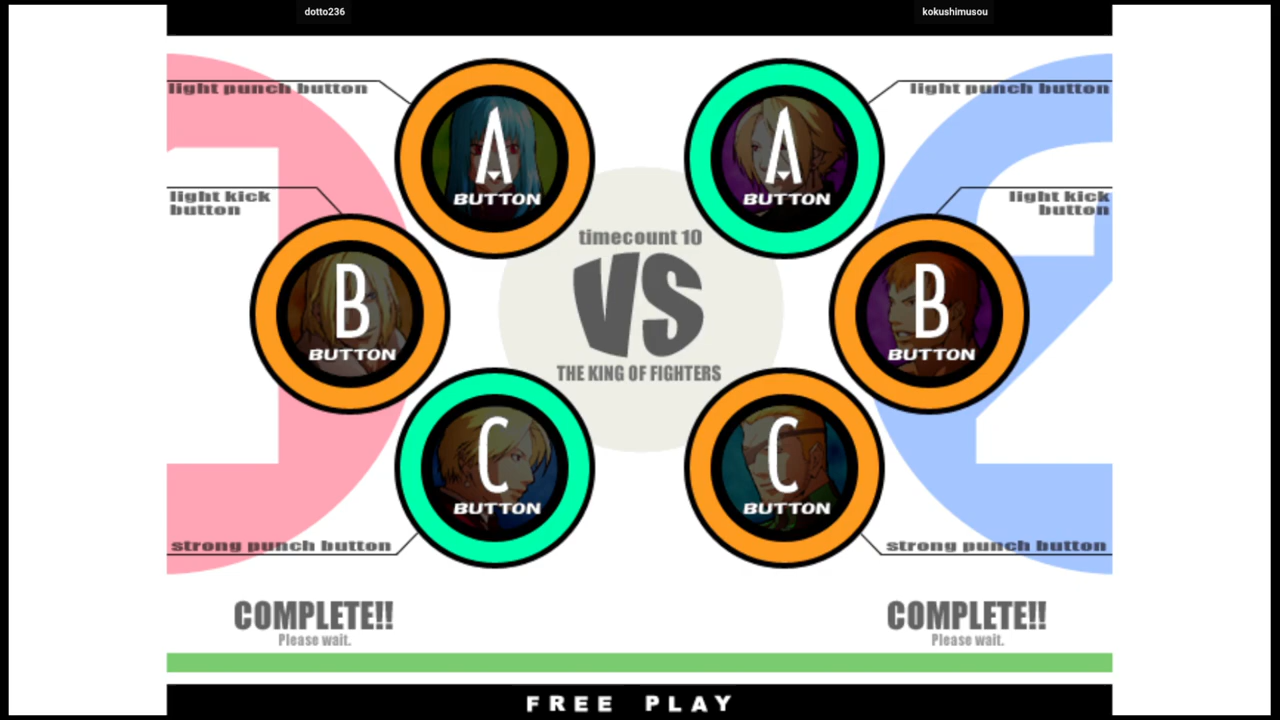 dotto236
kokushimusou
light punch button
light punch button
A
BUTTON
A
BUTTON
light kick
button
light kick
button
timecount 10
VS
THE KING OF FIGHTERS
B
BUTTON
B
BUTTON
C
BUTTON
C
BUTTON
strong punch button
strong punch button
COMPLETE!!
Please wait.
COMPLETE!!
Please wait.
FREE PLAY
1
2